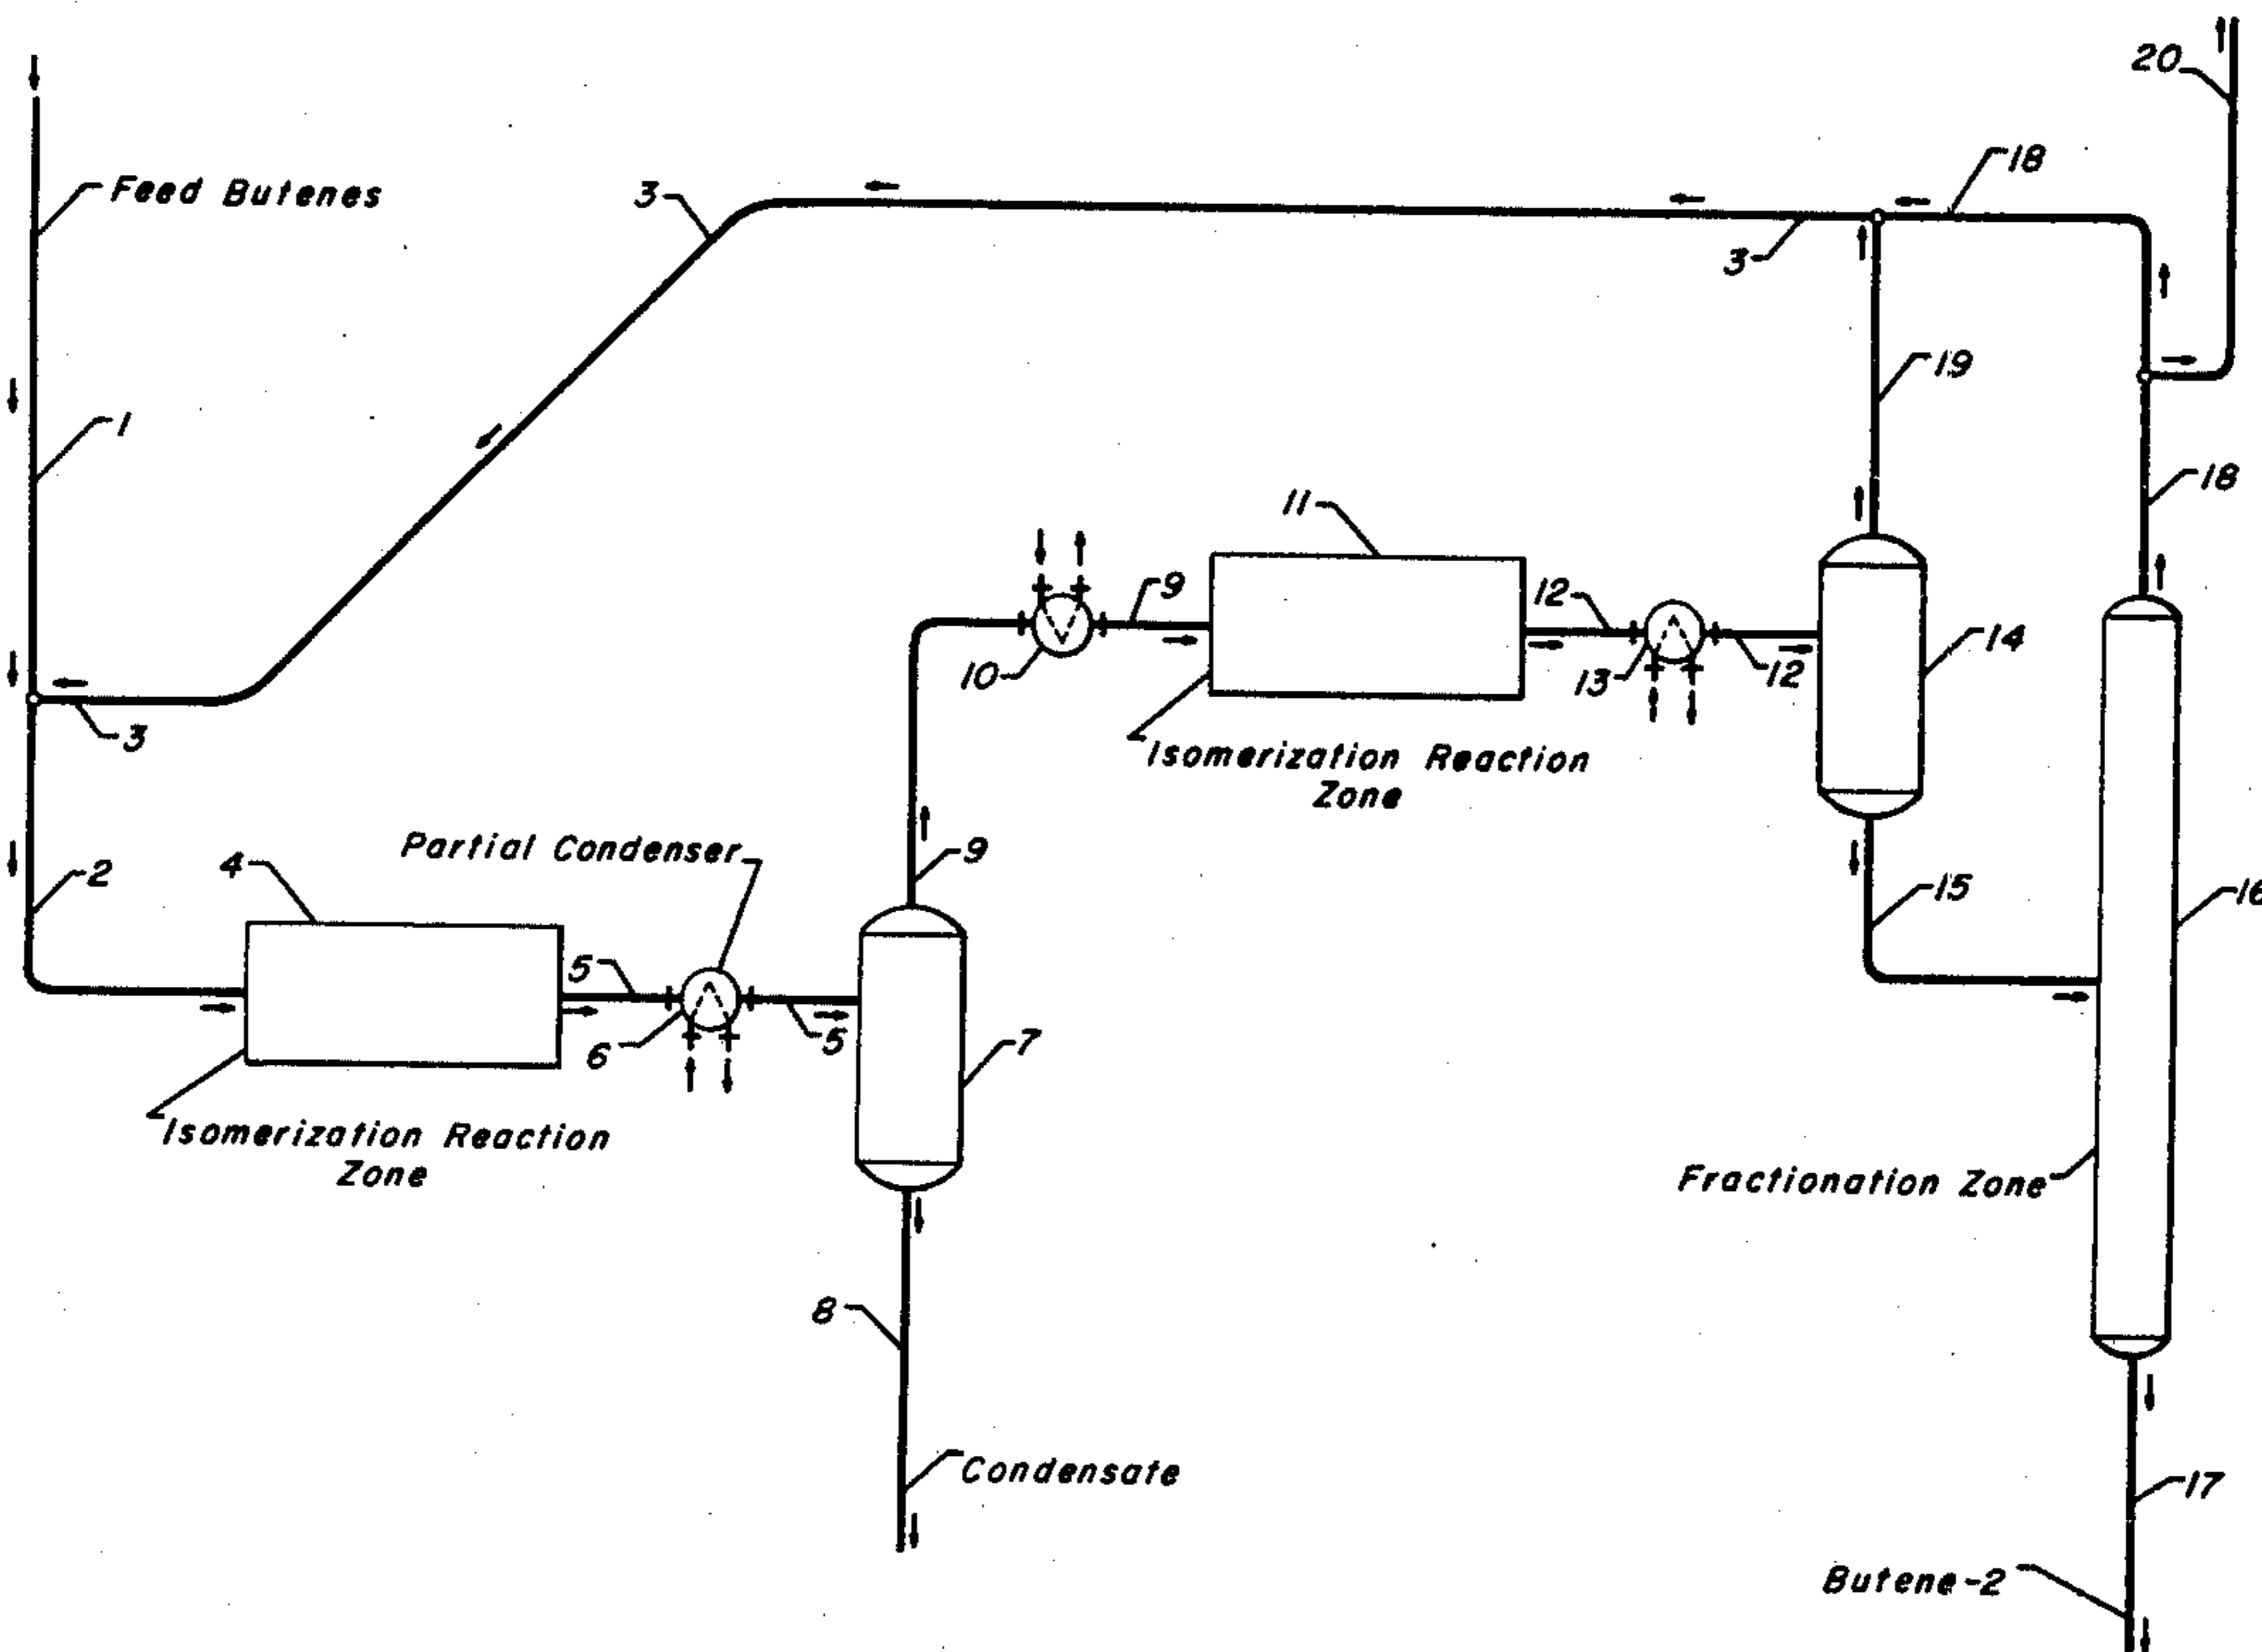 20
18
Feed Butenes
3
3
19
1
18
11
9
12
14
10
13
12
3
Isomerization Reaction
Zone
Partial Condenser
9
4
2
15
16
5
6
5
7
Isomerization Reaction
Zone
Fractionation Zone
8
Condensate
17
Butene-2